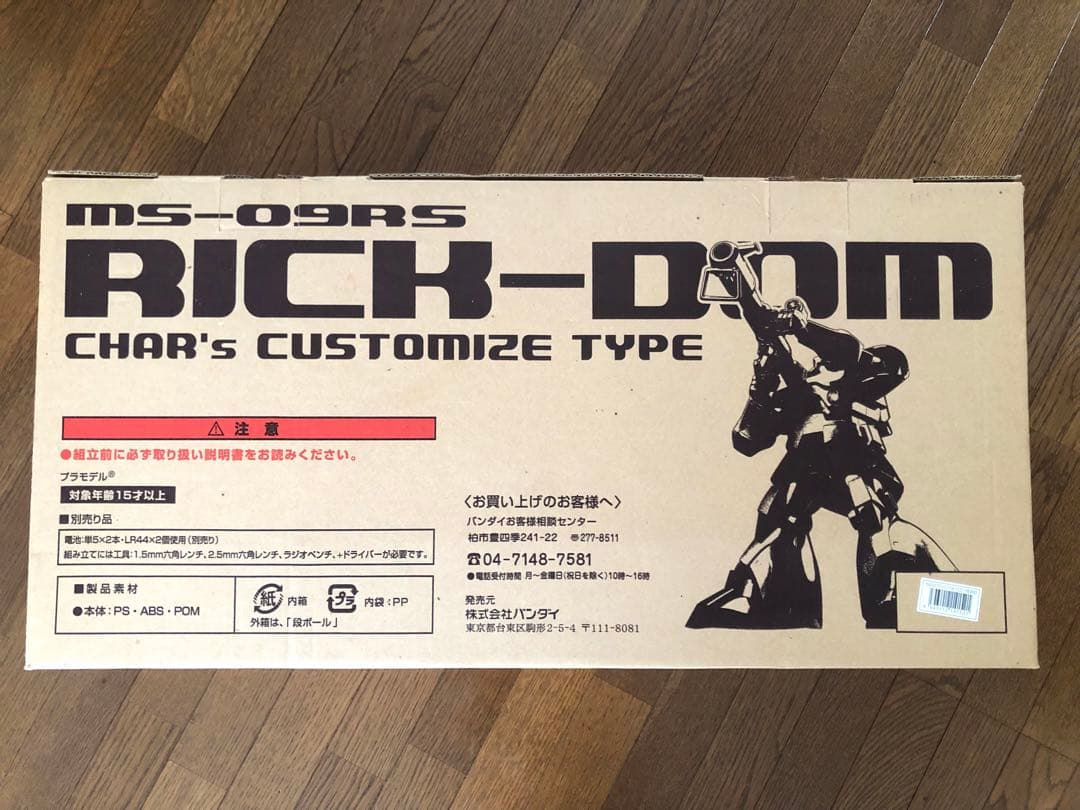 MS-09RS
RICK-DOM
CHAR's CUSTOMIZE TYPE
⚠ 注意
●組立前に必ず取り扱い説明書をお読みください。
プラモデル®
対象年齢15才以上
■別売り品
電池:単5×2本・LR44×2個使用(別売り)
組み立てには工具:1.5mm六角レンチ、2.5mm六角レンチ、ラジオペンチ、+ドライバーが必要です。
■製品素材
●本体:PS・ABS・POM
紙 内箱
プラ 内袋:PP
外箱は、「段ボール」
〈お買い上げのお客様へ〉
バンダイお客様相談センター
柏市豊四季241-22 〠277-8511
☎04-7148-7581
●電話受付時間 月〜金曜日(祝日を除く)10時〜16時
発売元
株式会社バンダイ
東京都台東区駒形2-5-4 〒111-8081